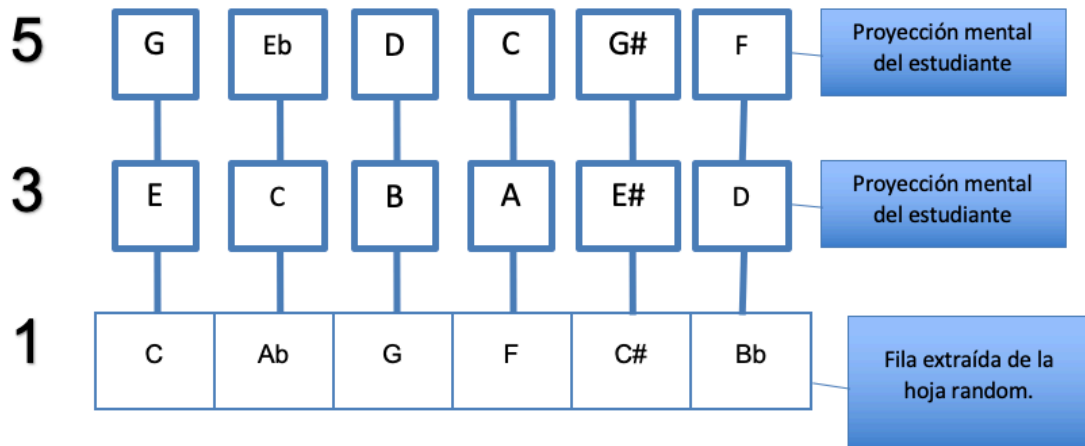 5 G Eb D C G# F
Proyección mental
del estudiante
3 E C B A E# D
Proyección mental
del estudiante
1 C Ab G F C# Bb
Fila extraída de la
hoja random.